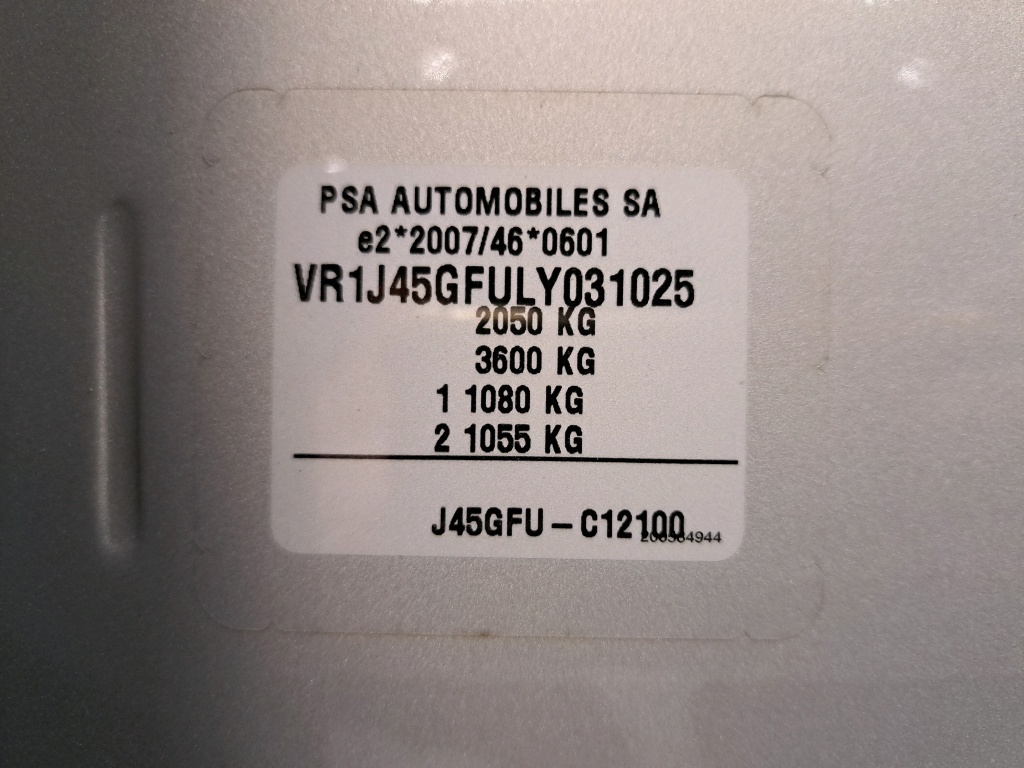 PSA AUTOMOBILES SA
e2*2007/46*0601
VR1J45GFULY031025
2050 KG
3600 KG
1 1080 KG
2 1055 KG
J45GFU – C12100